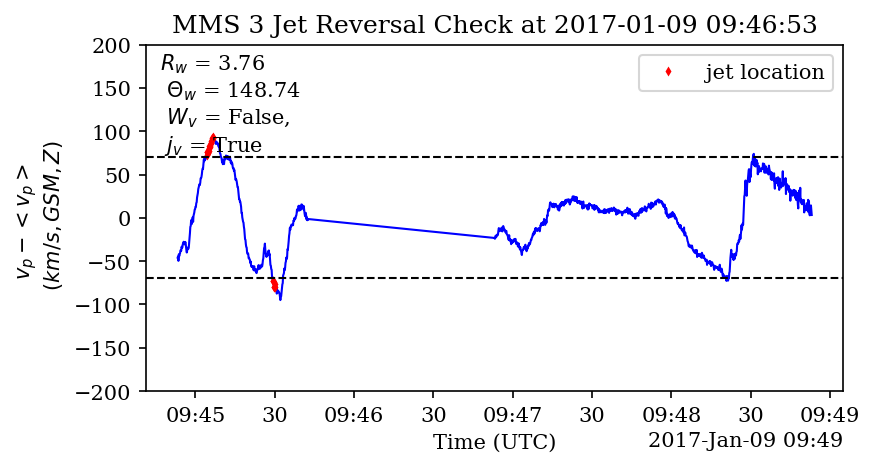 MMS 3 Jet Reversal Check at 2017-01-09 09:46:53
R_w = 3.76
Θ_w = 148.74
W_v = False,
j_v = True
jet location
200
150
100
50
0
−50
−100
−150
−200
v_p − < v_p >
(km/s, GSM, Z)
09:45 30 09:46 30 09:47 30 09:48 30 09:49
Time (UTC)
2017-Jan-09 09:49